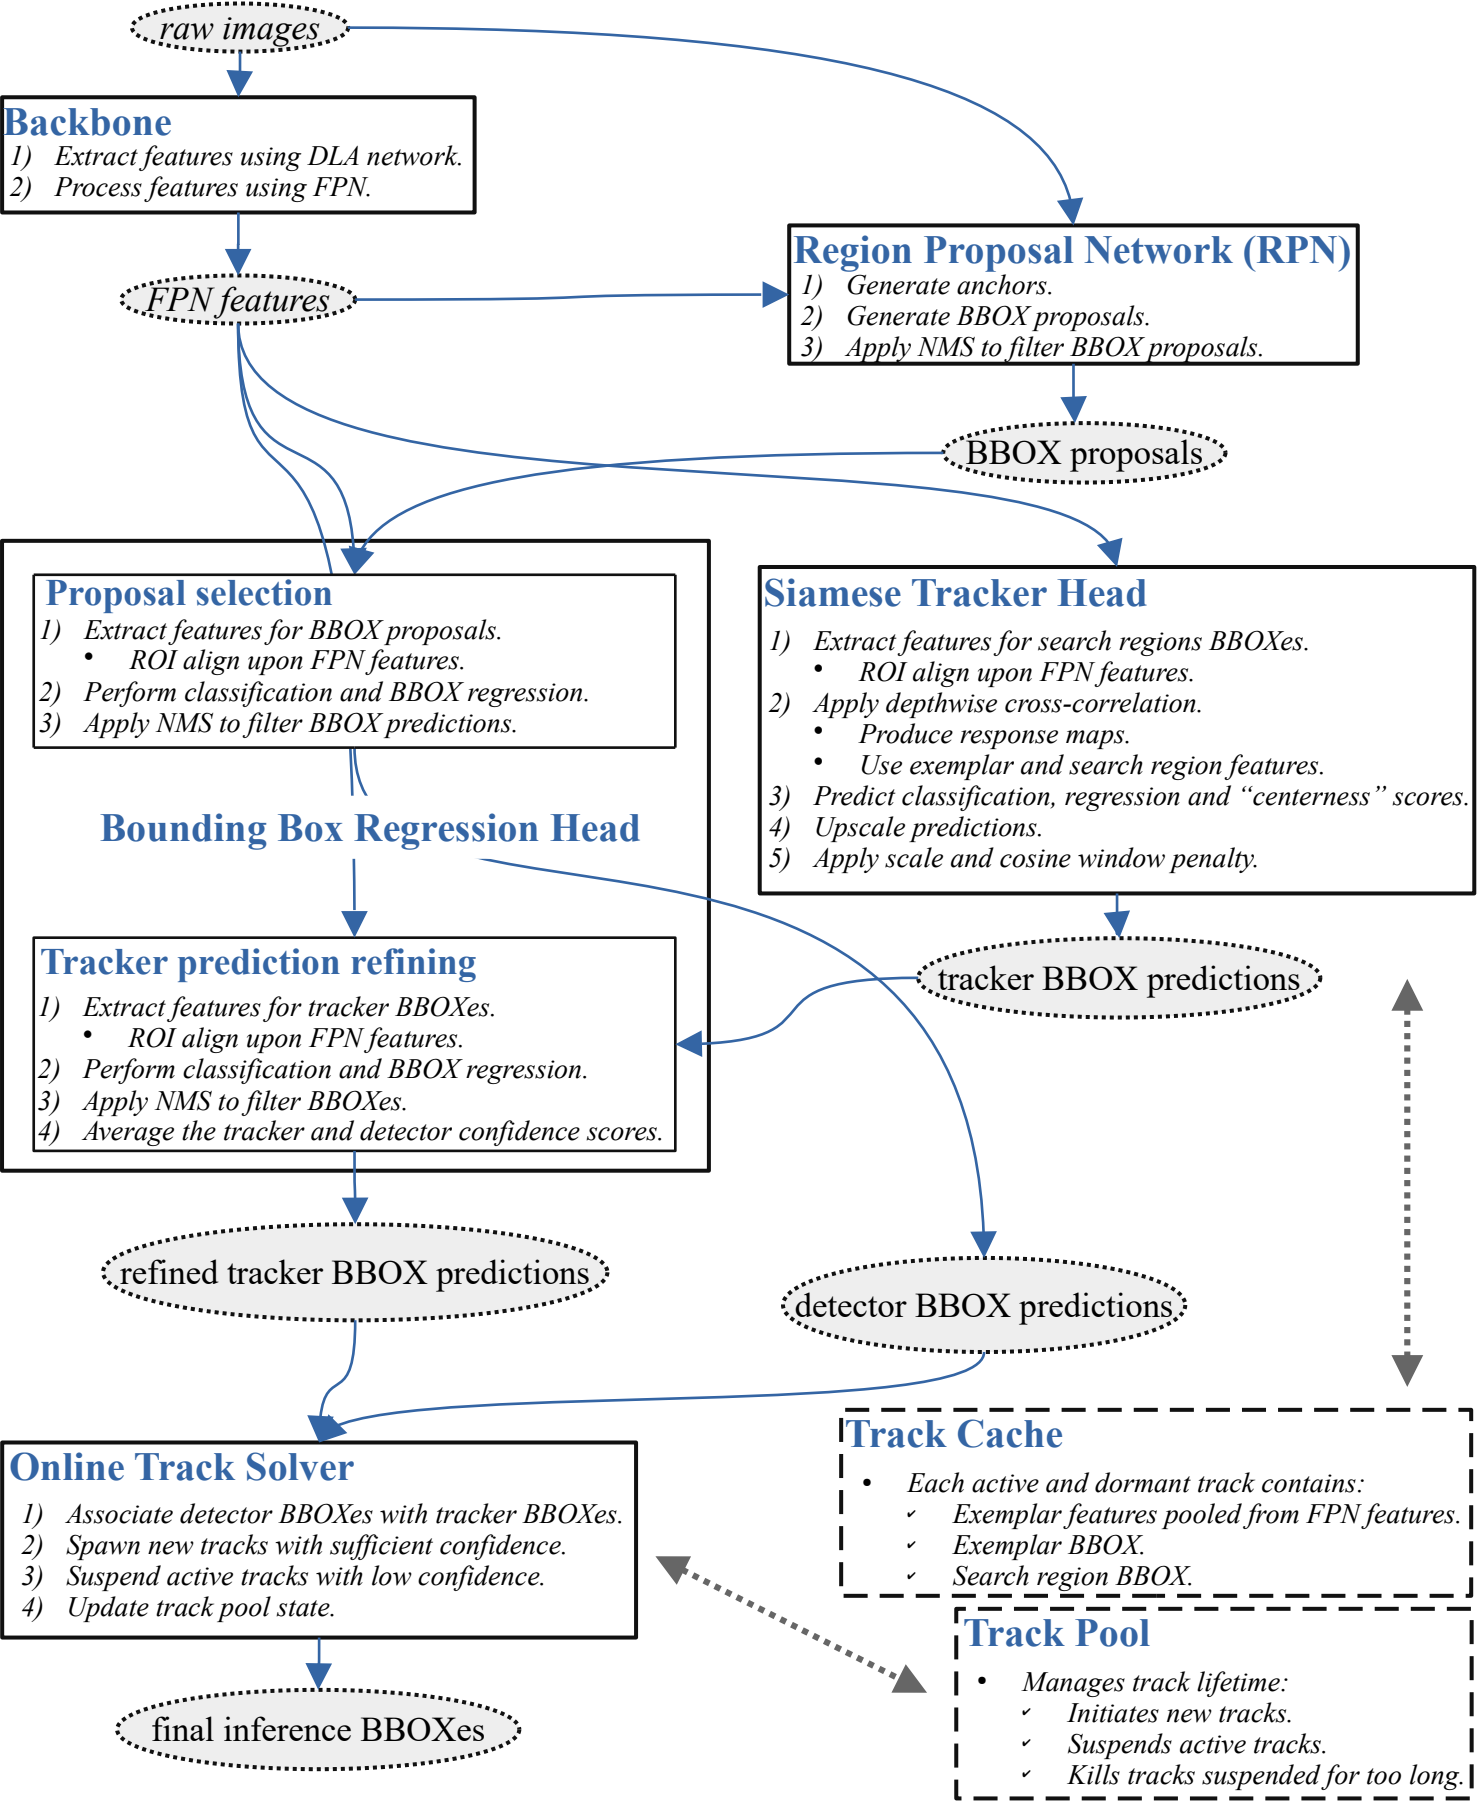 raw images
Backbone
1) Extract features using DLA network.
2) Process features using FPN.
Region Proposal Network (RPN)
1) Generate anchors.
2) Generate BBOX proposals.
3) Apply NMS to filter BBOX proposals.
FPN features
BBOX proposals
Proposal selection
1) Extract features for BBOX proposals.
• ROI align upon FPN features.
2) Perform classification and BBOX regression.
3) Apply NMS to filter BBOX predictions.
Bounding Box Regression Head
Tracker prediction refining
1) Extract features for tracker BBOXes.
• ROI align upon FPN features.
2) Perform classification and BBOX regression.
3) Apply NMS to filter BBOXes.
4) Average the tracker and detector confidence scores.
Siamese Tracker Head
1) Extract features for search regions BBOXes.
• ROI align upon FPN features.
2) Apply depthwise cross-correlation.
• Produce response maps.
• Use exemplar and search region features.
3) Predict classification, regression and “centerness” scores.
4) Upscale predictions.
5) Apply scale and cosine window penalty.
tracker BBOX predictions
refined tracker BBOX predictions
detector BBOX predictions
Online Track Solver
1) Associate detector BBOXes with tracker BBOXes.
2) Spawn new tracks with sufficient confidence.
3) Suspend active tracks with low confidence.
4) Update track pool state.
final inference BBOXes
Track Cache
• Each active and dormant track contains:
✓ Exemplar features pooled from FPN features.
✓ Exemplar BBOX.
✓ Search region BBOX.
Track Pool
• Manages track lifetime:
✓ Initiates new tracks.
✓ Suspends active tracks.
✓ Kills tracks suspended for too long.